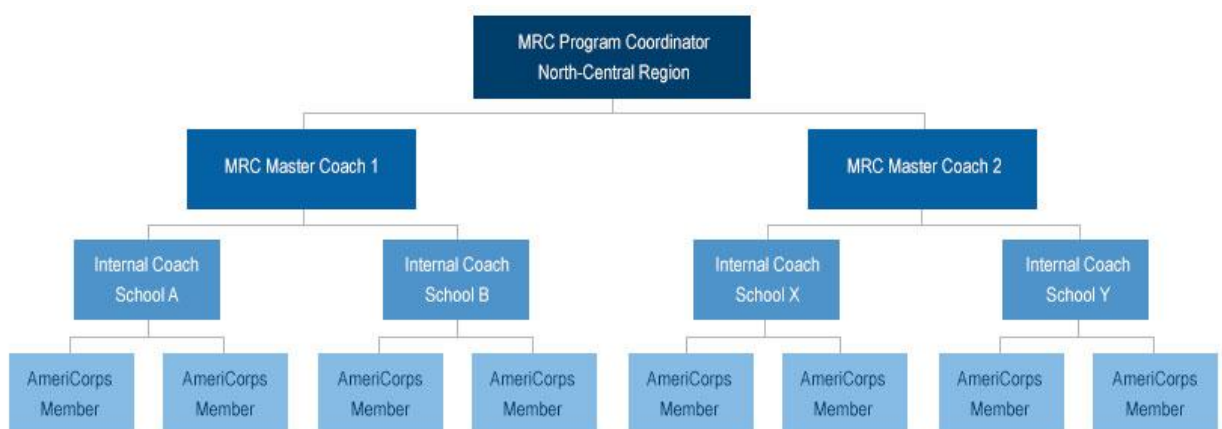 MRC Program Coordinator
North-Central Region
MRC Master Coach 1
MRC Master Coach 2
Internal Coach
School A
Internal Coach
School B
Internal Coach
School X
Internal Coach
School Y
AmeriCorps
Member
AmeriCorps
Member
AmeriCorps
Member
AmeriCorps
Member
AmeriCorps
Member
AmeriCorps
Member
AmeriCorps
Member
AmeriCorps
Member